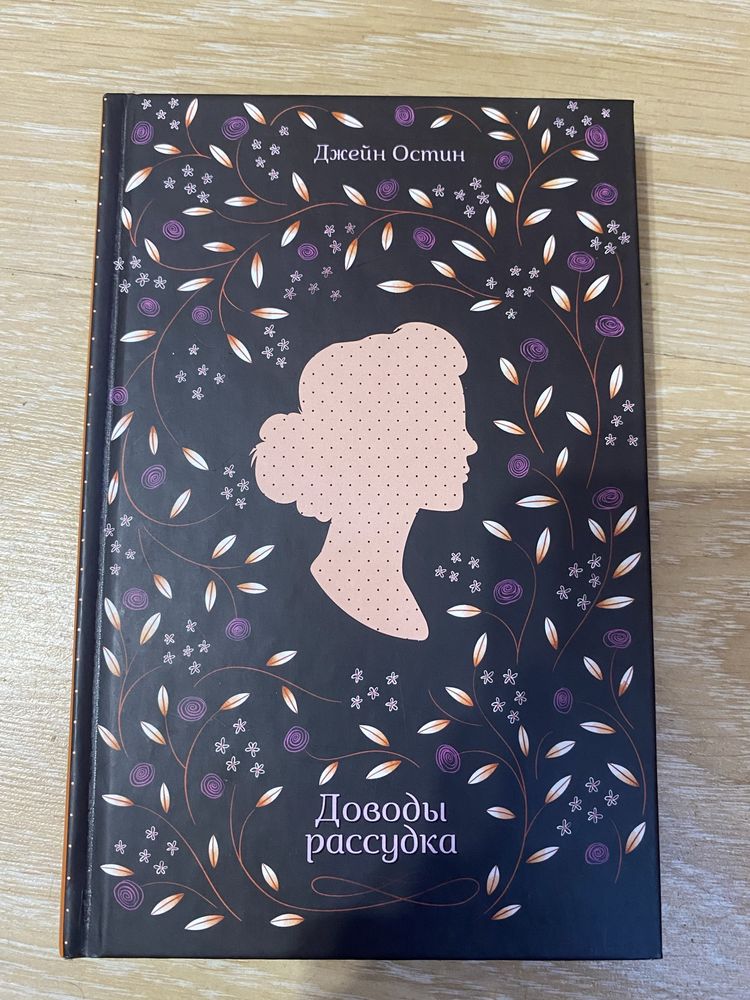 Джейн Остин
Доводы
рассудка